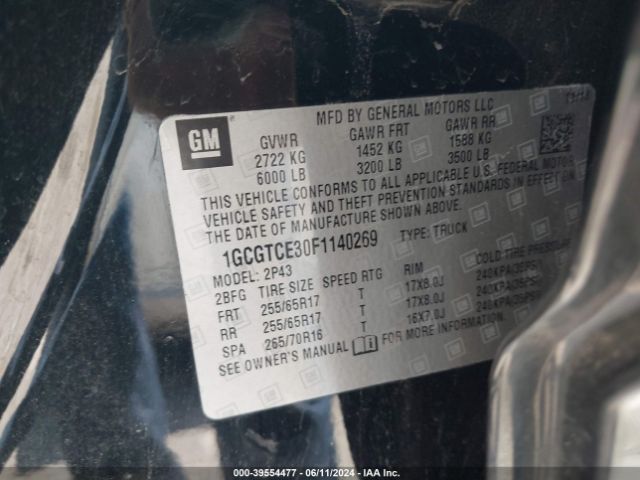 MFD BY GENERAL MOTORS LLC
GM
GVWR GAWR FRT GAWR RR
2722 KG 1452 KG 1588 KG
6000 LB 3200 LB 3500 LB
THIS VEHICLE CONFORMS TO ALL APPLICABLE U.S. FEDERAL MOTOR
VEHICLE SAFETY AND THEFT PREVENTION STANDARDS IN EFFECT ON
THE DATE OF MANUFACTURE SHOWN ABOVE.
1GCGTCE30F1140269 TYPE: TRUCK
MODEL: 2P43
2BFG TIRE SIZE SPEED RTG RIM COLD TIRE PRESSURE
FRT 255/65R17 T 17X8.0J 240KPA(35PSI)
RR 255/65R17 T 17X8.0J 240KPA(35PSI)
SPA 265/70R16 T 16X7.0J 240KPA(35PSI)
SEE OWNER'S MANUAL FOR MORE INFORMATION.
000-39554477 - 06/11/2024 - IAA Inc.